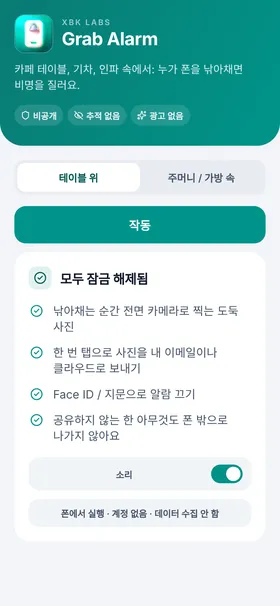 XBK LABS
Grab Alarm
카페 테이블, 기차, 인파 속에서: 누가 폰을 낚아채면
비명을 질러요.
비공개
추적 없음
광고 없음
테이블 위
주머니 / 가방 속
작동
모두 잠금 해제됨
낚아채는 순간 전면 카메라로 찍는 도둑
사진
한 번 탭으로 사진을 내 이메일이나
클라우드로 보내기
Face ID / 지문으로 알람 끄기
공유하지 않는 한 아무것도 폰 밖으로
나가지 않아요
소리
폰에서 실행 · 계정 없음 · 데이터 수집 안 함